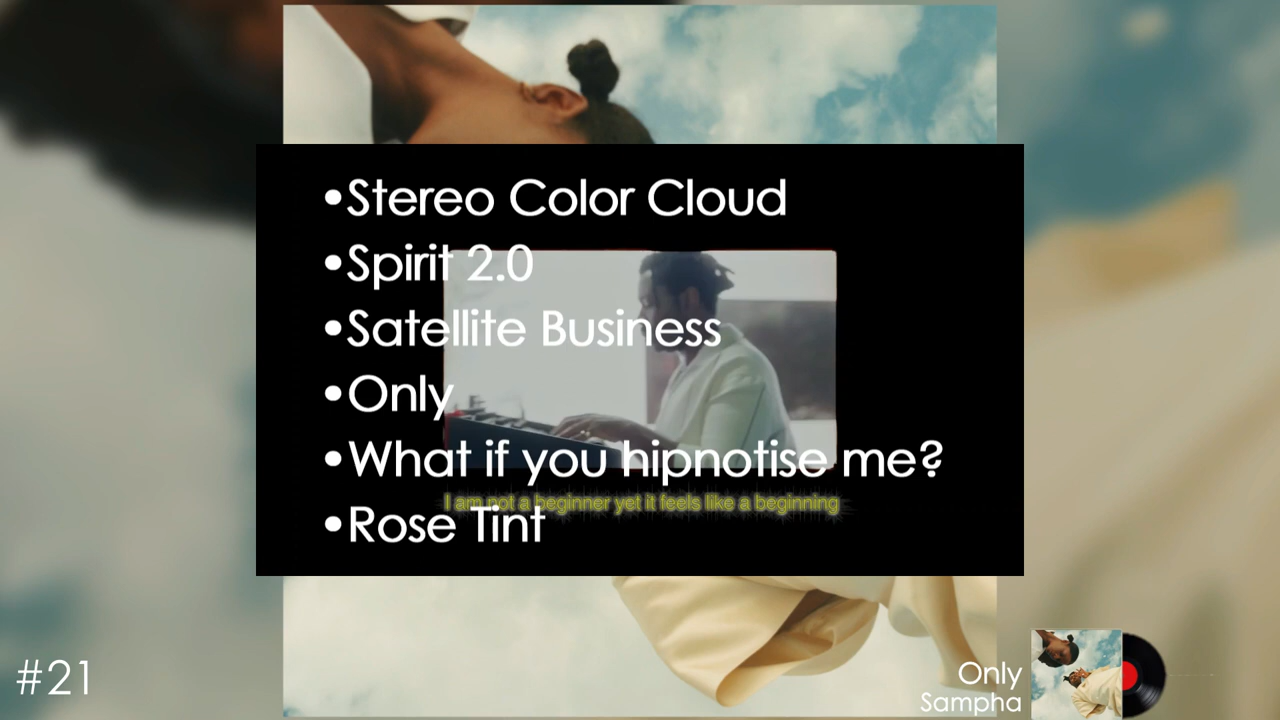 •Stereo Color Cloud
•Spirit 2.0
•Satellite Business
•Only
•What if you hipnotise me?
I am not a beginner yet it feels like a beginning
•Rose Tint
#21
Only
Sampha